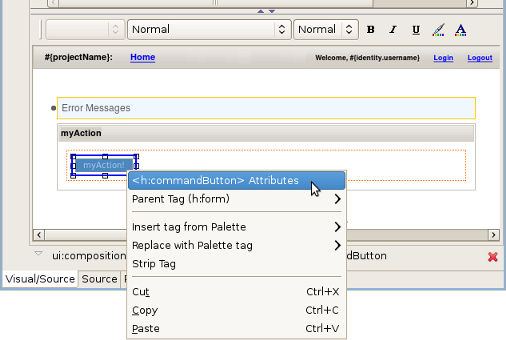 Normal Normal B I U A
#{projectName}: Home Welcome, #{identity.username} Login Logout
Error Messages
myAction
myAction!
<h:commandButton> Attributes
Parent Tag (h:form)
Insert tag from Palette
Replace with Palette tag
Strip Tag
Cut Ctrl+X
Copy Ctrl+C
Paste Ctrl+V
ui:composition
dButton
Visual/Source Source